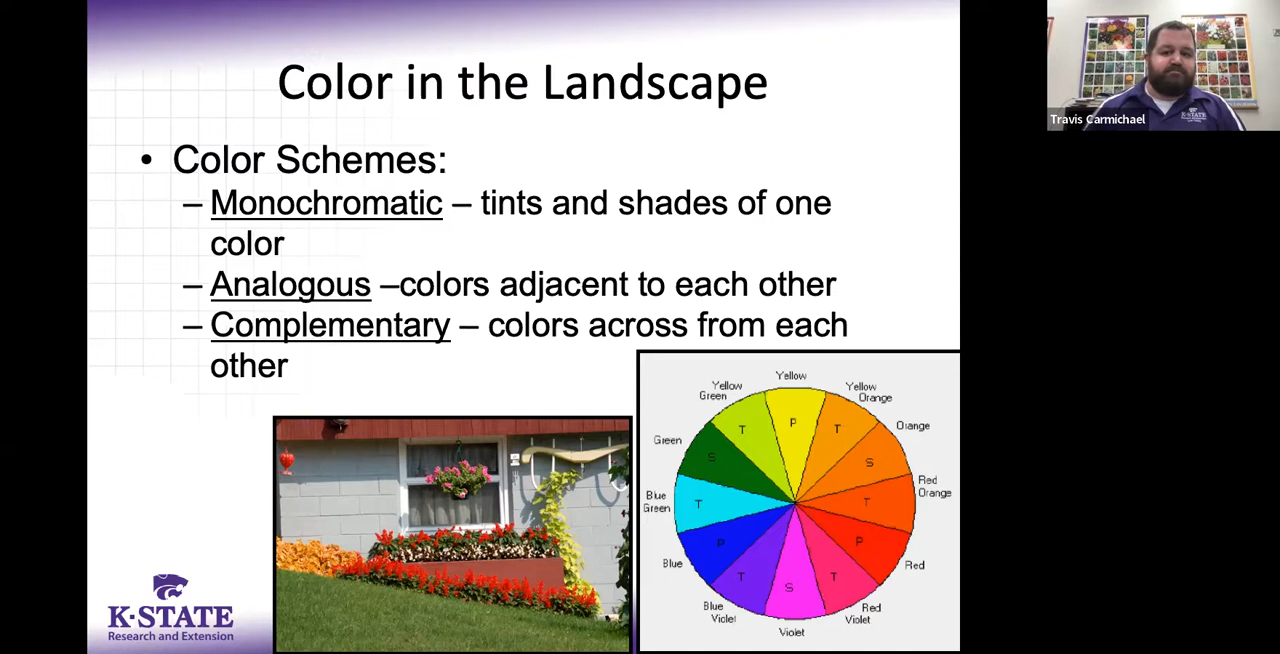 Color in the Landscape
• Color Schemes:
– Monochromatic – tints and shades of one
color
– Analogous –colors adjacent to each other
– Complementary – colors across from each
other
Yellow
Yellow
Green
Yellow
Orange
Green
Orange
Blue
Green
Red
Orange
Blue
Red
Blue
Violet
Red
Violet
Violet
P
T
T
S
S
T
T
P
P
T
T
S
K-STATE
Research and Extension
Travis Carmichael
K-STATE